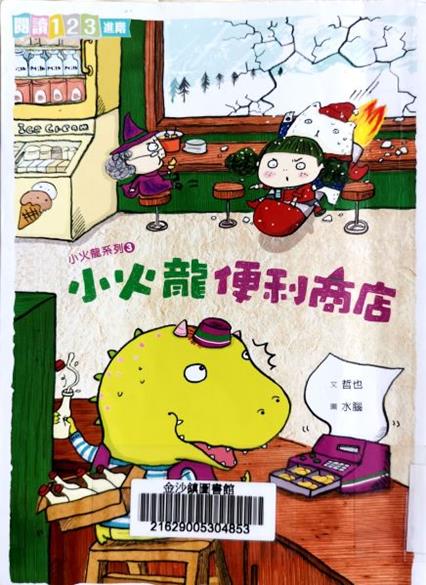 閱讀123進階
Ice Cream
小火龍系列3
小火龍便利商店
文 哲也
圖 水腦
金沙鎮圖書館
21629005304853